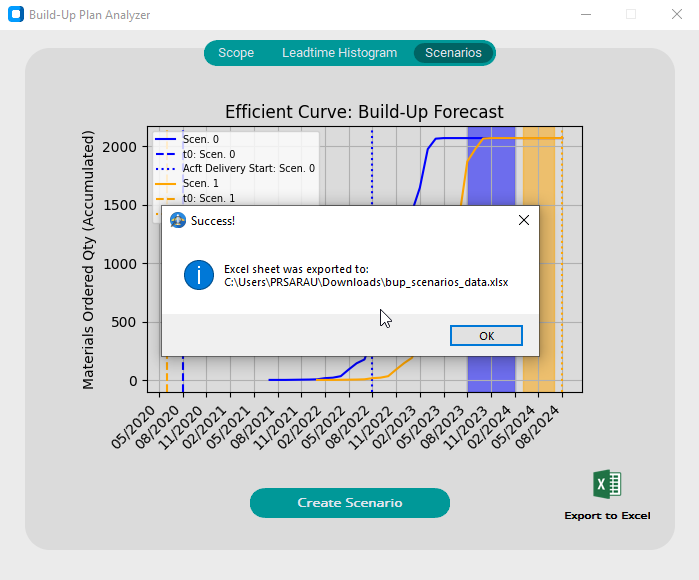 Build-Up Plan Analyzer
Scope
Leadtime Histogram
Scenarios
Efficient Curve: Build-Up Forecast
Materials Ordered Qty (Accumulated)
2000
1500
1000
500
0
Scen. 0
t0: Scen. 0
Acft Delivery Start: Scen. 0
Scen. 1
t0: Scen. 1
Success!
Excel sheet was exported to:
C:\Users\PRSARAU\Downloads\bup_scenarios_data.xlsx
OK
05/2020
08/2020
11/2020
02/2021
05/2021
08/2021
11/2021
02/2022
05/2022
08/2022
11/2022
02/2023
05/2023
08/2023
11/2023
02/2024
05/2024
08/2024
Create Scenario
X
Export to Excel